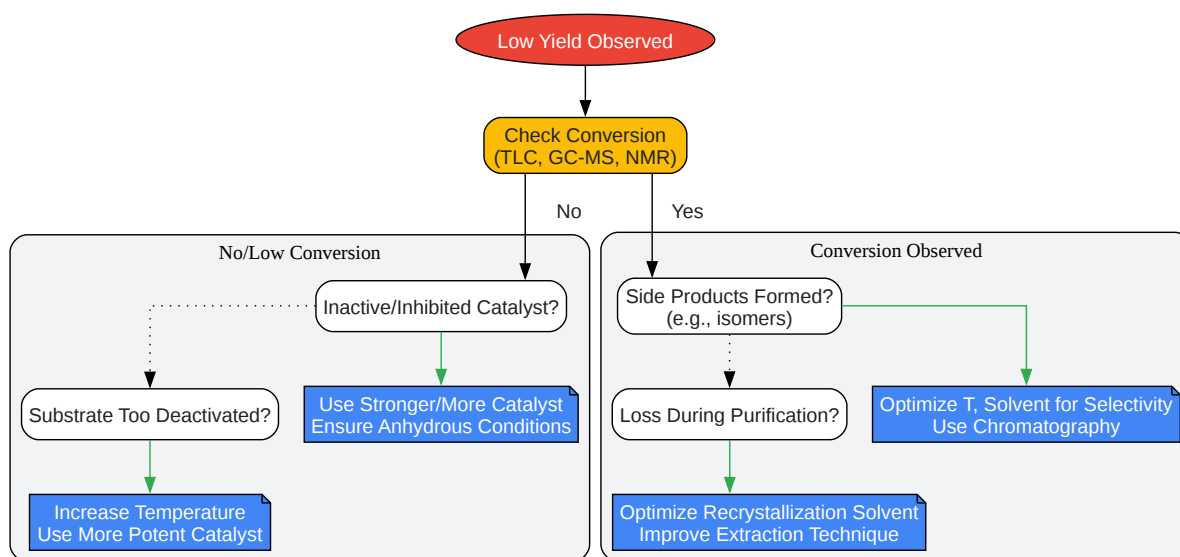 Low Yield Observed
Check Conversion
(TLC, GC-MS, NMR)
No
Yes
No/Low Conversion
Inactive/Inhibited Catalyst?
Substrate Too Deactivated?
Use Stronger/More Catalyst
Ensure Anhydrous Conditions
Increase Temperature
Use More Potent Catalyst
Conversion Observed
Side Products Formed?
(e.g., isomers)
Loss During Purification?
Optimize T, Solvent for Selectivity
Use Chromatography
Optimize Recrystallization Solvent
Improve Extraction Technique